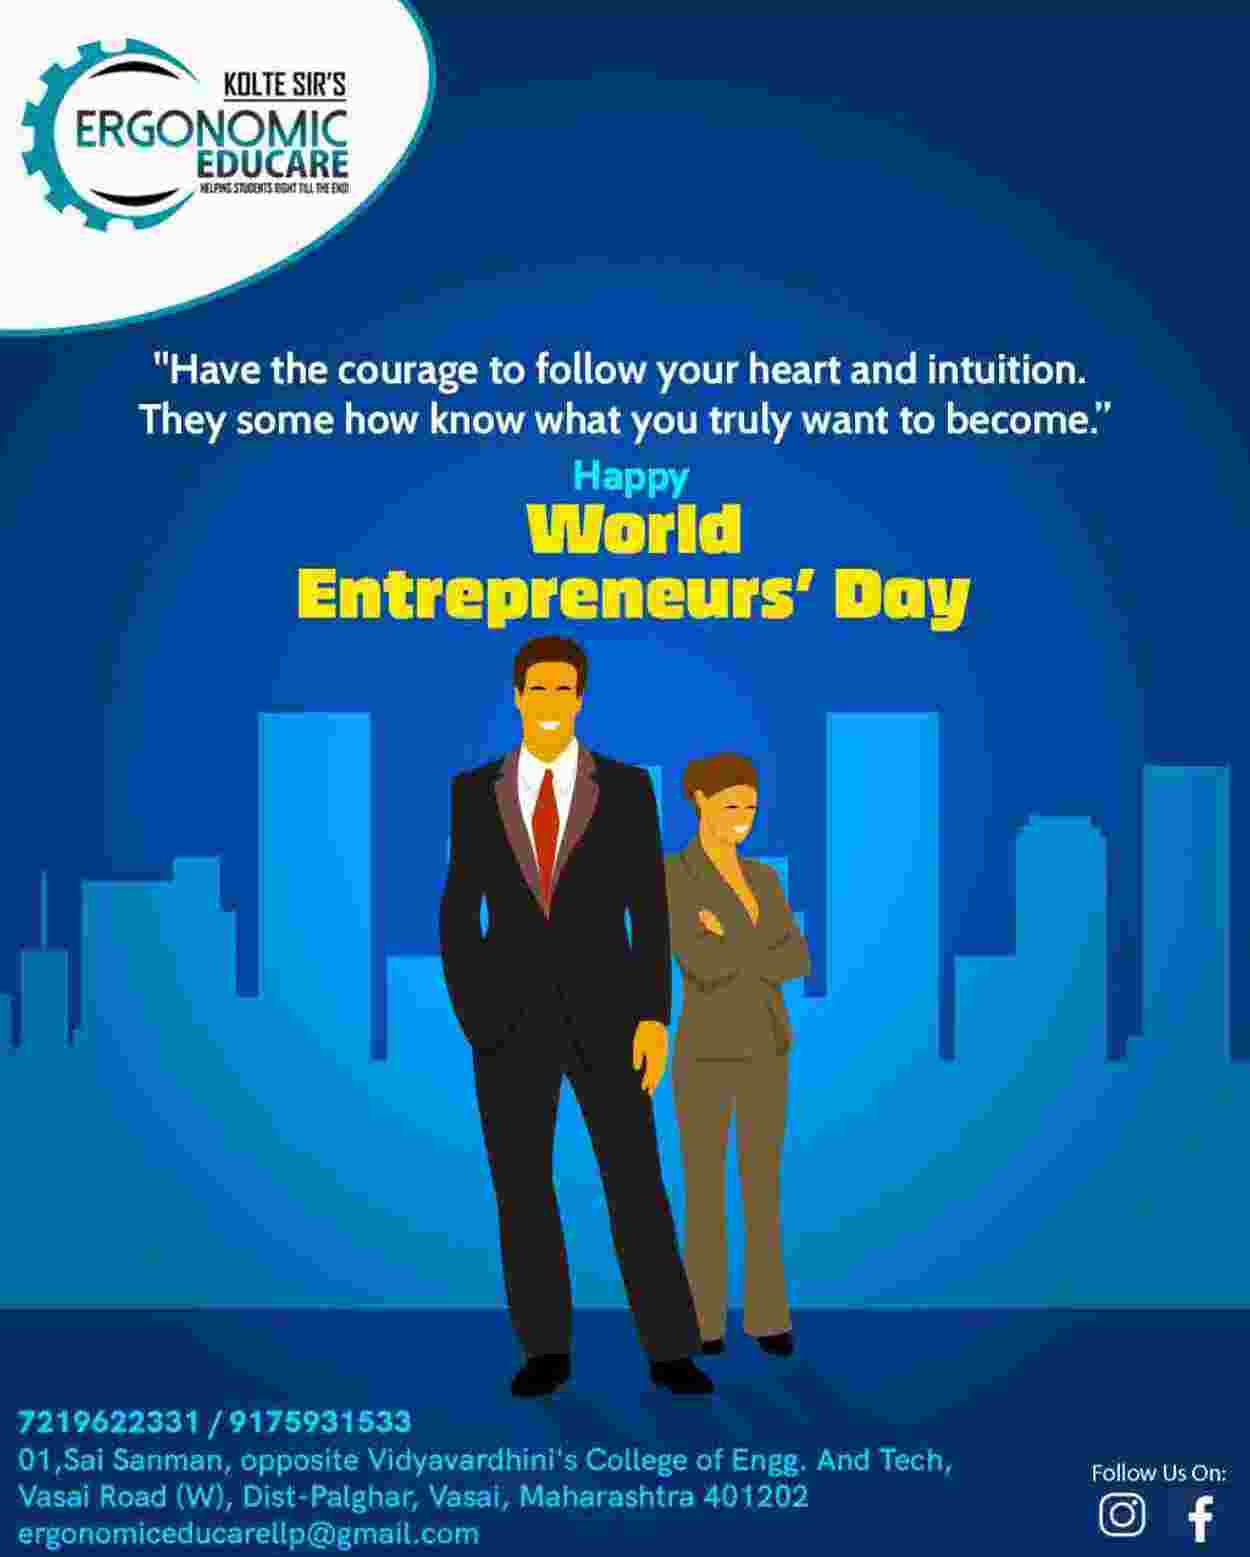 KOLTE SIR'S
ERGONOMIC
EDUCARE
HELPING STUDENTS RIGHT TILL THE END!
"Have the courage to follow your heart and intuition.
They some how know what you truly want to become.”
Happy
World
Entrepreneurs’ Day
7219622331 / 9175931533
01,Sai Sanman, opposite Vidyavardhini's College of Engg. And Tech,
Vasai Road (W), Dist-Palghar, Vasai, Maharashtra 401202
ergonomiceducarellp@gmail.com
Follow Us On: